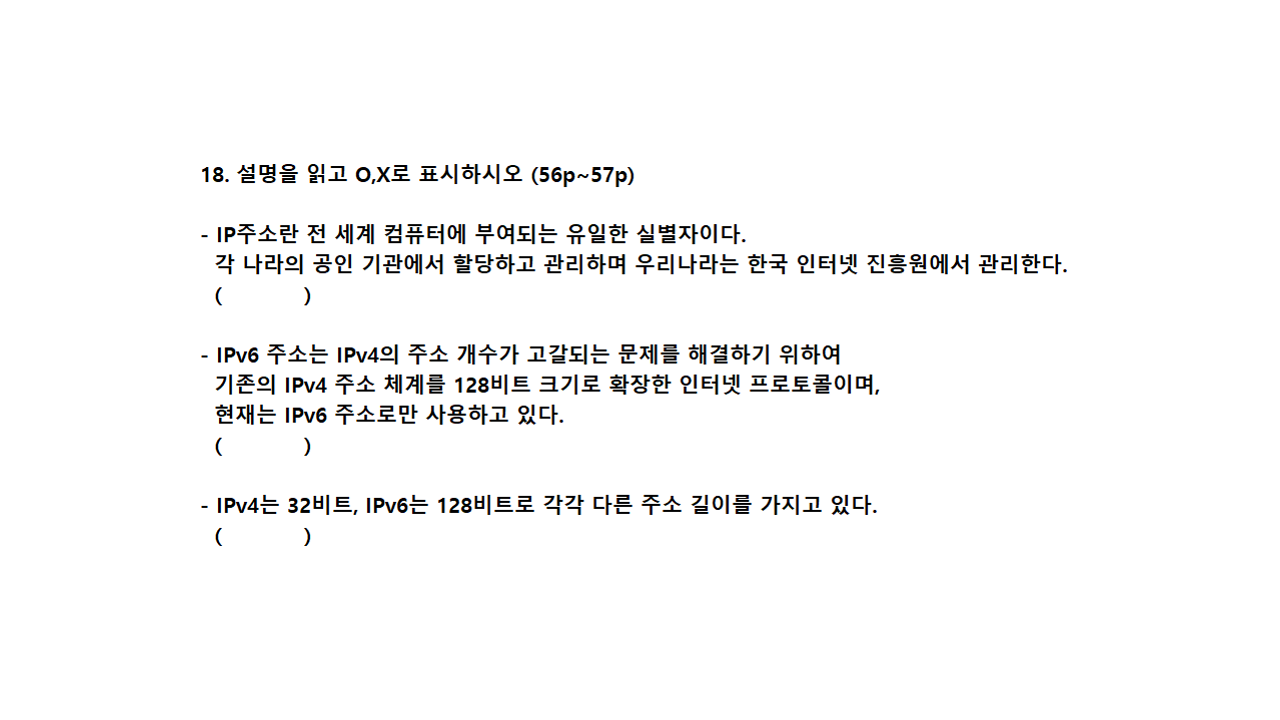 18. 설명을 읽고 O,X로 표시하시오 (56p~57p)
- IP주소란 전 세계 컴퓨터에 부여되는 유일한 실별자이다.
각 나라의 공인 기관에서 할당하고 관리하며 우리나라는 한국 인터넷 진흥원에서 관리한다.
( )
- IPv6 주소는 IPv4의 주소 개수가 고갈되는 문제를 해결하기 위하여
기존의 IPv4 주소 체계를 128비트 크기로 확장한 인터넷 프로토콜이며,
현재는 IPv6 주소로만 사용하고 있다.
( )
- IPv4는 32비트, IPv6는 128비트로 각각 다른 주소 길이를 가지고 있다.
( )